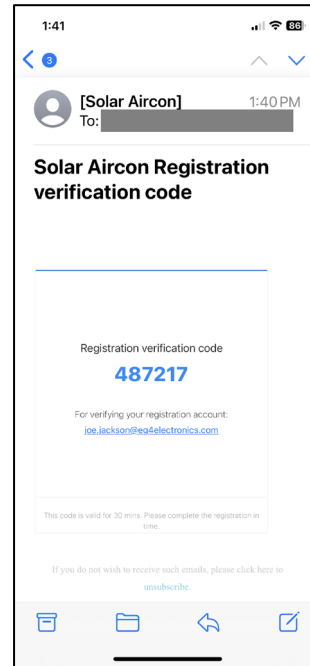 1:41
86
3
[Solar Aircon] 1:40 PM
To:
Solar Aircon Registration
verification code
Registration verification code
487217
For verifying your registration account:
joe.jackson@eg4electronics.com
This code is valid for 30 mins. Please complete the registration in
time.
If you do not wish to receive such emails, please click here to
unsubscribe.